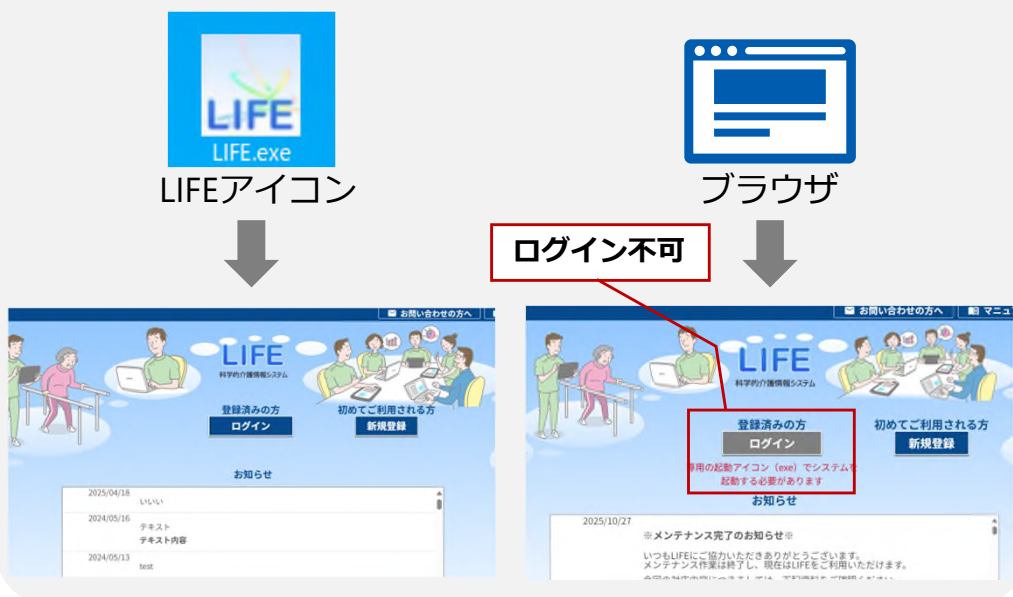 LIFE
LIFE.exe
LIFEアイコン
ブラウザ
ログイン不可
お問い合わせの方へ
LIFE
科学的介護情報システム
登録済みの方
ログイン
初めてご利用される方
新規登録
お知らせ
2025/04/18
いいい
2024/05/16
テキスト
テキスト内容
2024/05/13
test
お問い合わせの方へ
マニュ
LIFE
科学的介護情報システム
登録済みの方
ログイン
専用の起動アイコン（exe）でシステムを
起動する必要があります
初めてご利用される方
新規登録
お知らせ
2025/10/27
※メンテナンス完了のお知らせ※
いつもLIFEにご協力いただきありがとうございます。
メンテナンス作業は終了し、現在はLIFEをご利用いただけます。